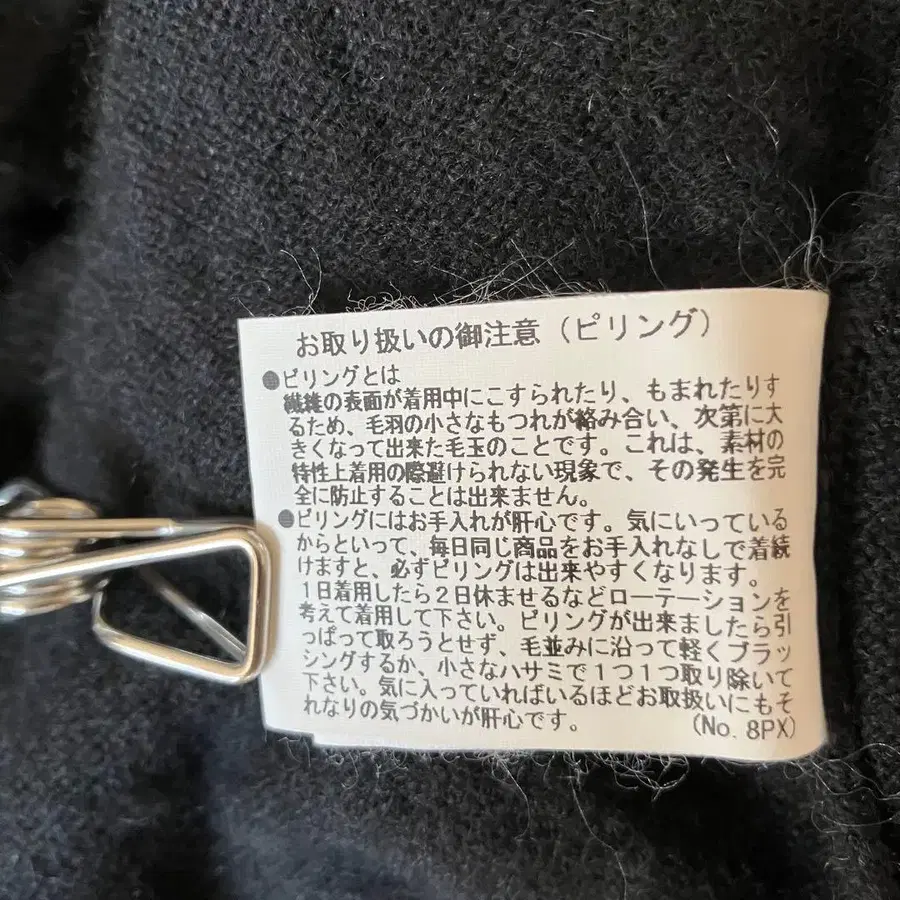 お取り扱いの御注意（ピリング）
●ピリングとは
繊維の表面が着用中にこすられたり、もまれたりす
るため、毛羽の小さなもつれが絡み合い、次第に大
きくなって出来た毛玉のことです。これは、素材の
特性上着用の際避けられない現象で、その発生を完
全に防止することは出来ません。
●ピリングにはお手入れが肝心です。気にいっている
からといって、毎日同じ商品をお手入れなしで着続
けますと、必ずピリングは出来やすくなります。
1日着用したら2日休ませるなどローテーションを
考えて着用して下さい。ピリングが出来ましたら引
っぱって取ろうとせず、毛並みに沿って軽くブラッ
シングするか、小さなハサミで1つ1つ取り除いて
下さい。気に入っていればいるほどお取扱いにもそ
れなりの気づかいが肝心です。
(No. 8PX)